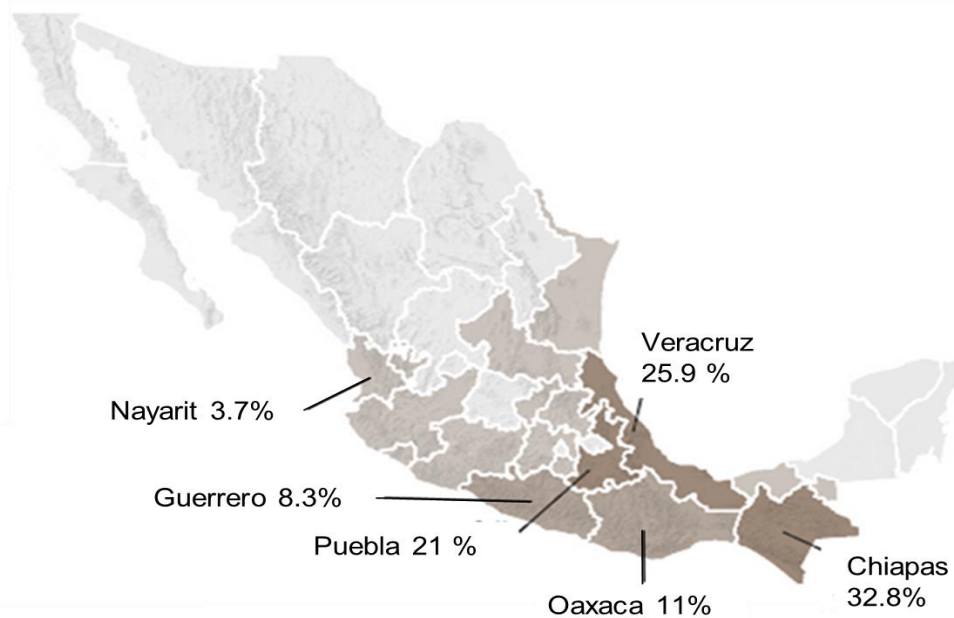 Veracruz
25.9 %
Nayarit 3.7%
Guerrero 8.3%
Puebla 21 %
Chiapas
32.8%
Oaxaca 11%